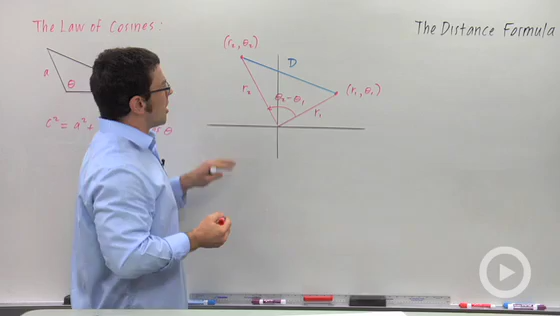 The Law of Cosines:
a
θ
c² = a² +
θ
(r₂, θ₂)
D
(r₁, θ₁)
r₂
θ₂-θ₁
r₁
The Distance Formula